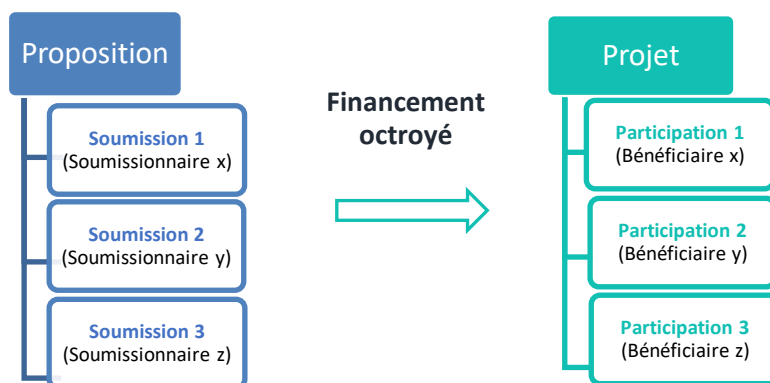 Proposition
Soumission 1
(Soumissionnaire x)
Soumission 2
(Soumissionnaire y)
Soumission 3
(Soumissionnaire z)
Financement
octroyé
Projet
Participation 1
(Bénéficiaire x)
Participation 2
(Bénéficiaire y)
Participation 3
(Bénéficiaire z)